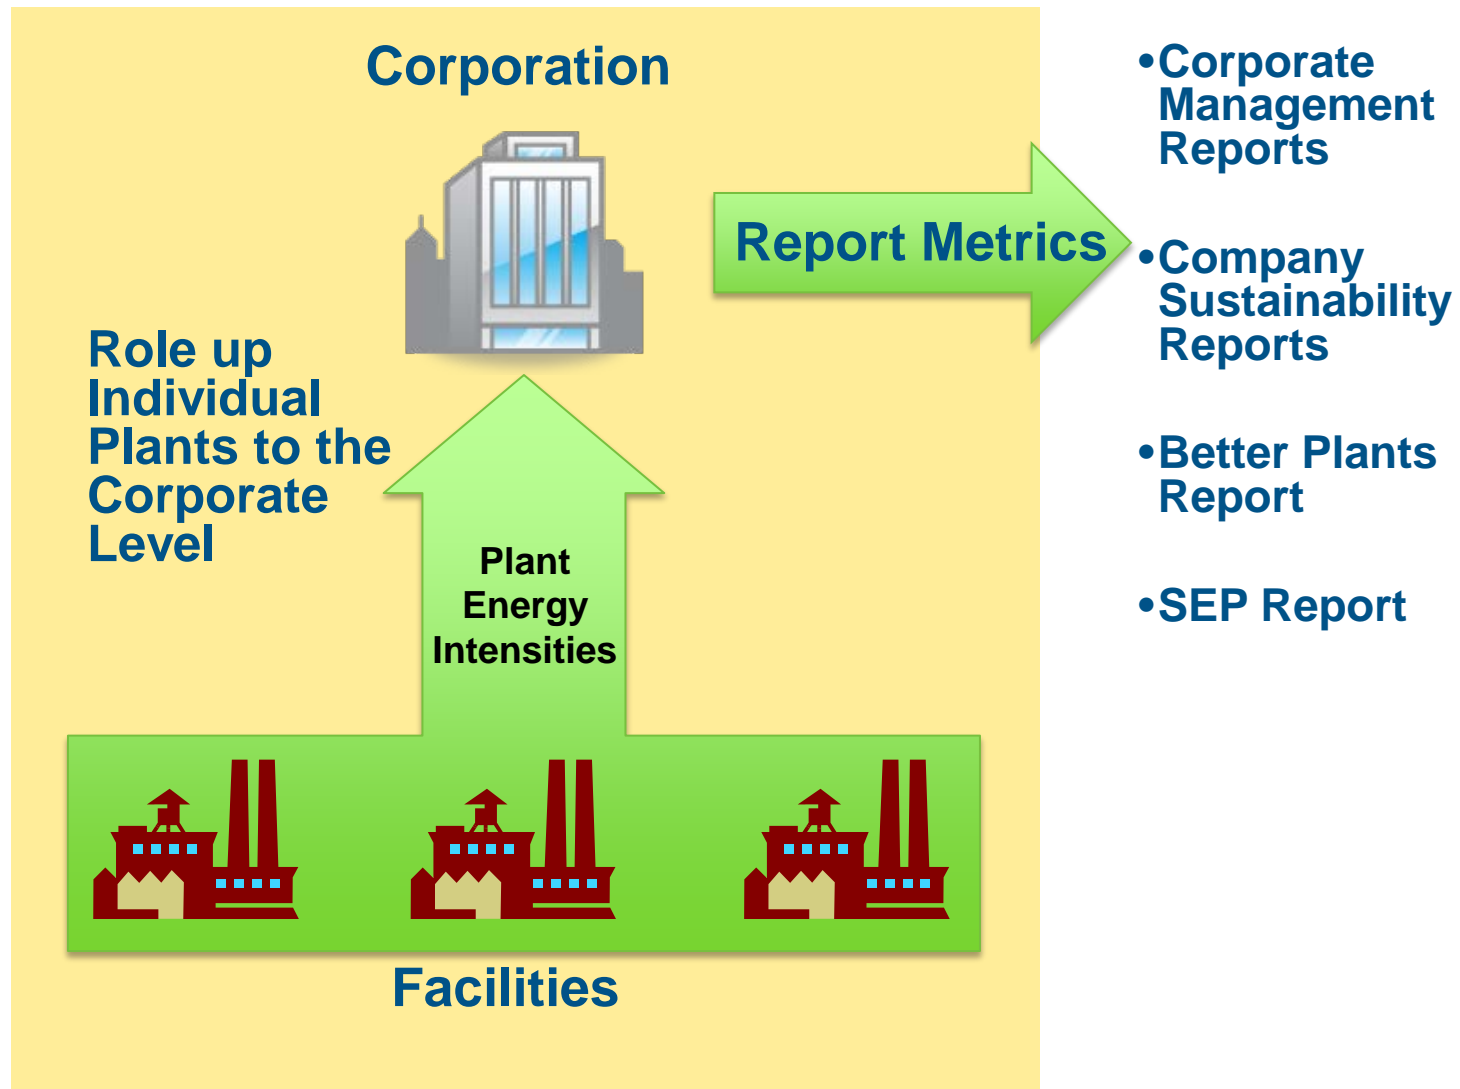 Corporation
Report Metrics
Role up
Individual
Plants to the
Corporate
Level
Plant
Energy
Intensities
Facilities
•Corporate
Management
Reports
•Company
Sustainability
Reports
•Better Plants
Report
•SEP Report